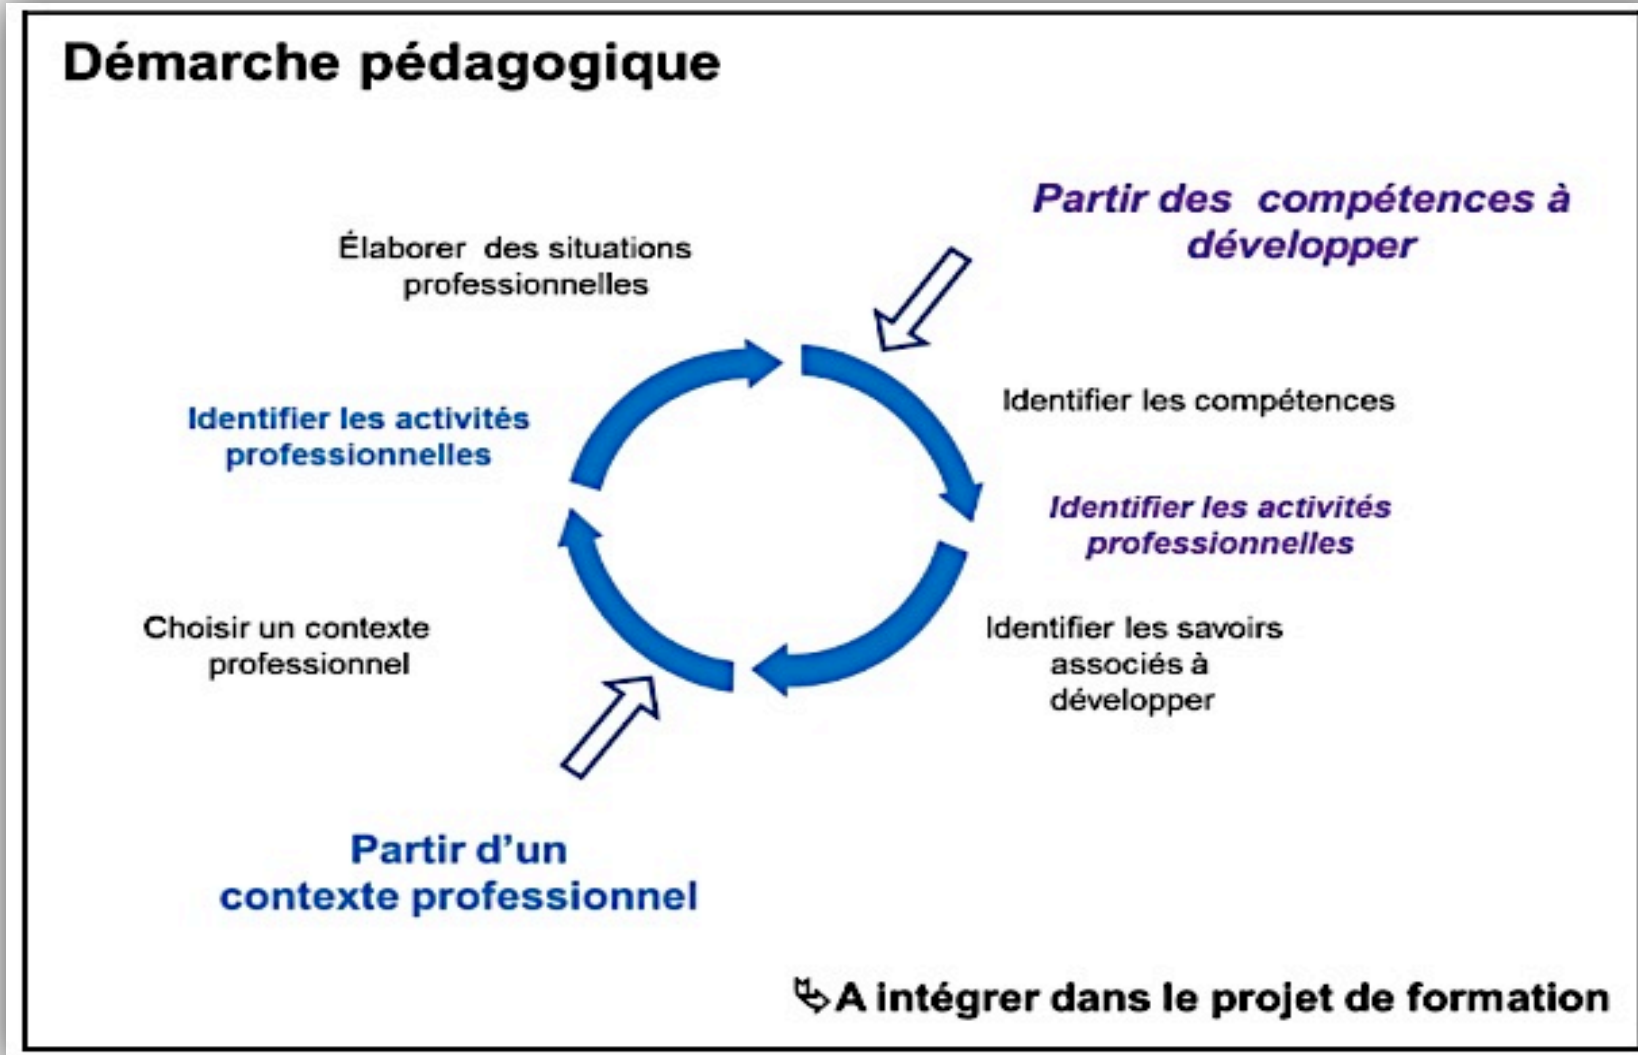 Démarche pédagogique
Partir des compétences à
développer
Élaborer des situations
professionnelles
Identifier les compétences
Identifier les activités
professionnelles
Identifier les activités
professionnelles
Choisir un contexte
professionnel
Identifier les savoirs
associés à
développer
Partir d’un
contexte professionnel
A intégrer dans le projet de formation